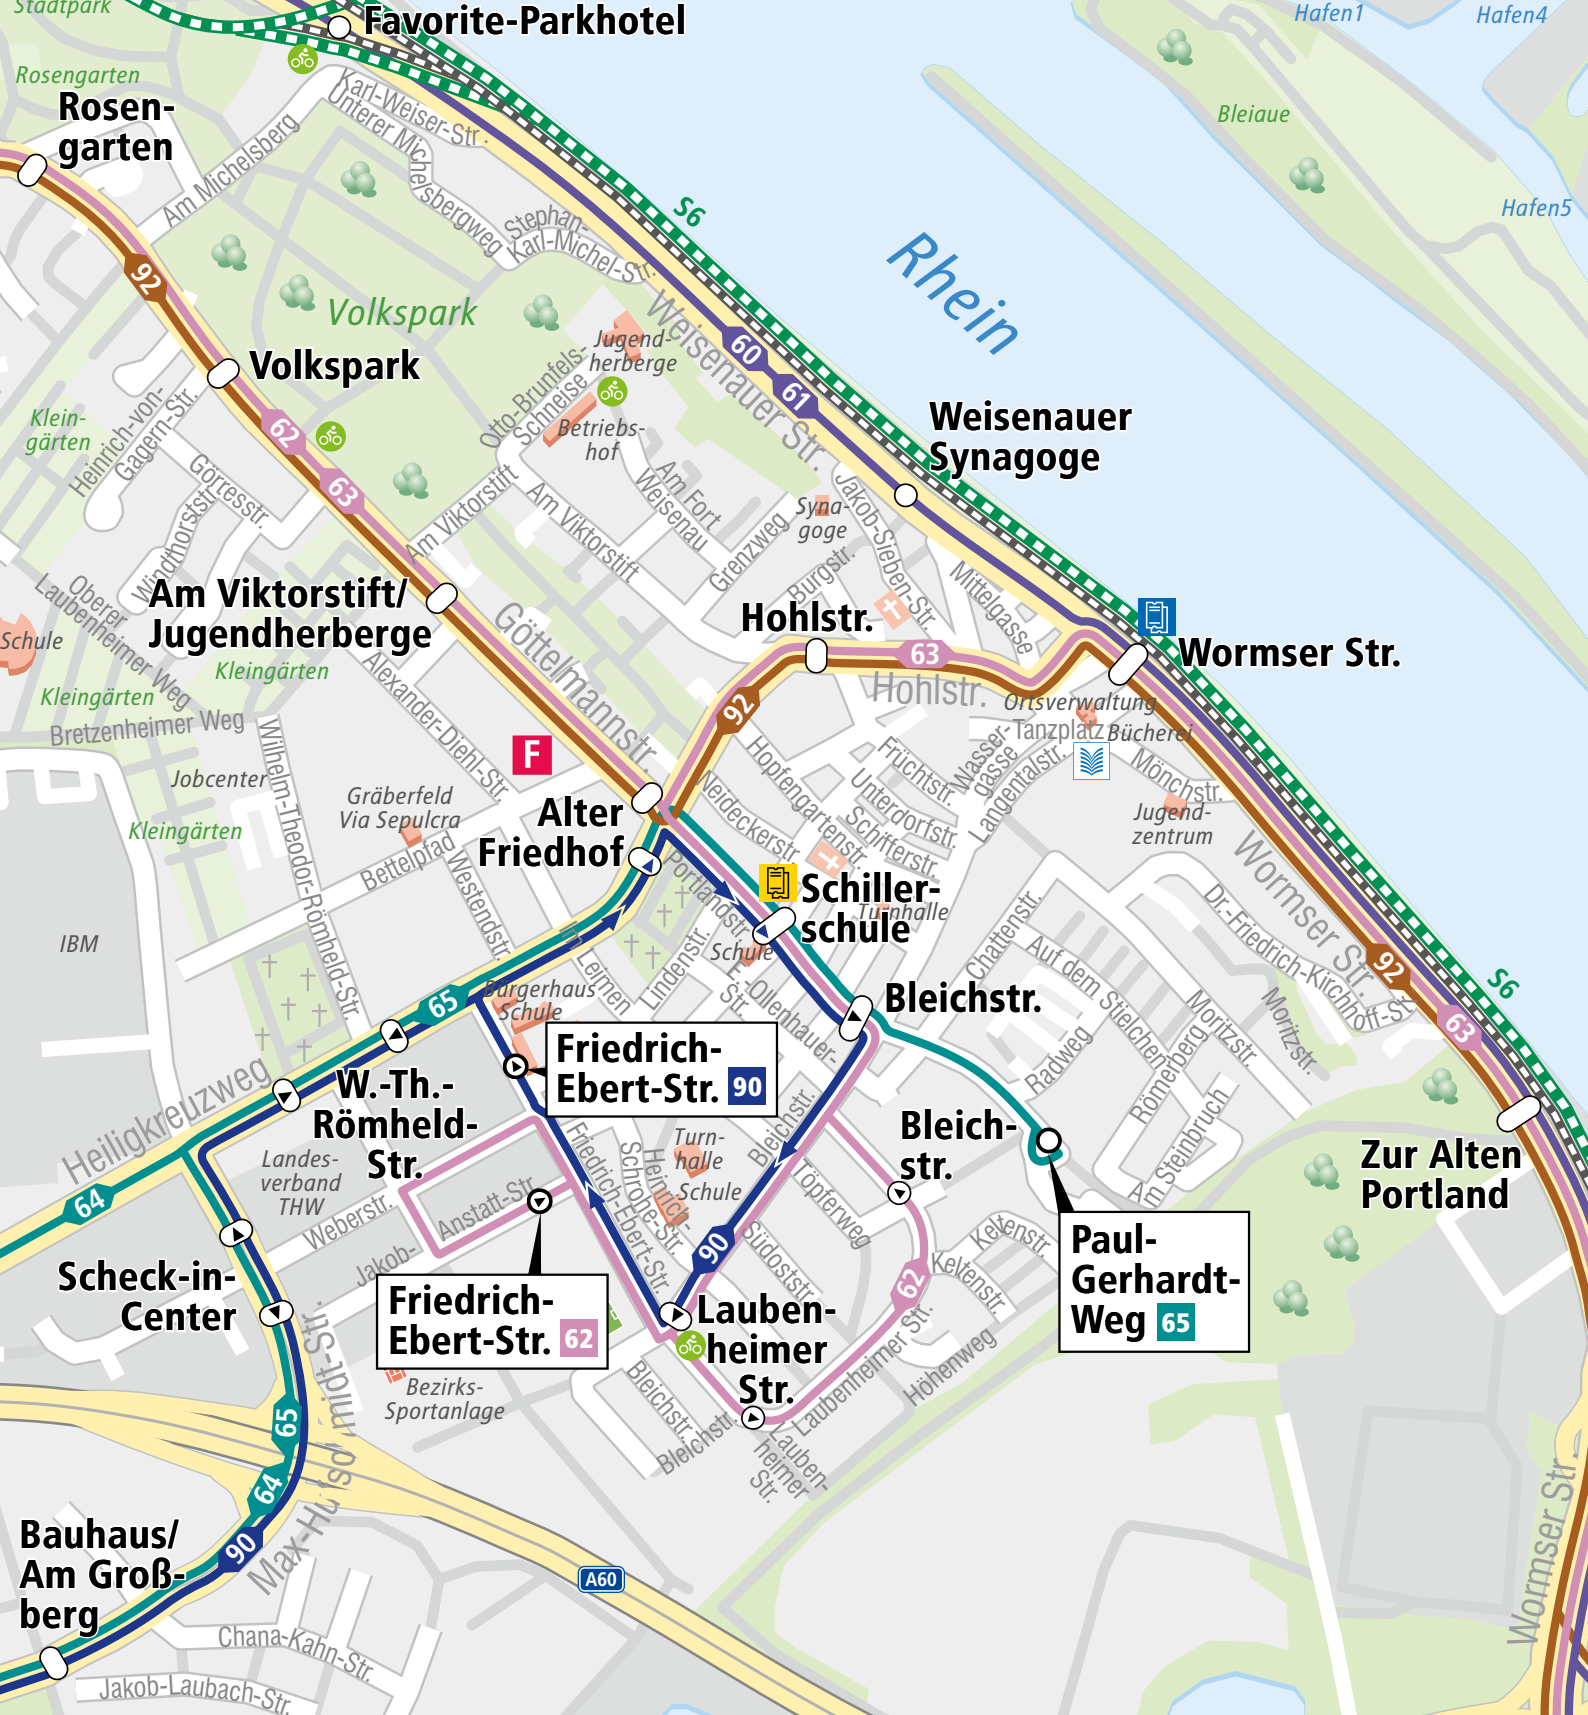 Stadtpark
Favorite-Parkhotel
Hafen1
Hafen4
Rosengarten
Rosen-
garten
Karl-Weiser-Str.
Unterer Michelsbergweg
Am Michelsberg
Bleiaue
Hafen5
S6
Stephan-
Karl-Michel-Str.
Rhein
92
Volkspark
Volkspark
Weisenauer Str.
Jugend-
herberge
60
61
Otto-Brunfels-
Schneise
Betriebs-
hof
Klein-
gärten
Heinrich-von-
Gagern-Str.
62
63
Weisenauer
Synagoge
Görresstr.
Windthorststr.
Am Viktorstift
Am Viktorstift
Am Fort
Weisenau
Grenzweg
Syna-
goge
Jakob-Sieben-Str.
Burgstr.
Mittelgasse
Oberer
Laubenheimer Weg
Am Viktorstift/
Jugendherberge
Schule
Kleingärten
Kleingärten
Göttelmannstr.
Hohlstr.
63
Wormser Str.
Hohlstr.
92
Ortsverwaltung
Tanzplatz
Bücherei
Bretzenheimer Weg
Alexander-Diehl-Str.
Wilhelm-Theodor-Römheld-Str.
Jobcenter
F
Gräberfeld
Via Sepulcra
Kleingärten
Bettelpfad
Westendstr.
Alter
Friedhof
Neideckerstr.
Hopfengartenstr.
Früchtstr.
Unterdorfstr.
Schifferstr.
Wasser-
gasse
Langentalstr.
Mönchstr.
Jugend-
zentrum
Wormser Str.
Portlandstr.
Schiller-
schule
Turnhalle
Schule
IBM
Im Leimen
Lindenstr.
E.-Ollenhauer-
Str.
Chattenstr.
Dr.-Friedrich-Kirchhoff-St.
Auf dem Stielchen
Moritzstr.
Moritzstr.
92
63
S6
65
Bürgerhaus
Schule
Bleichstr.
Radweg
Römerberg
Am Steinbruch
Friedrich-
Ebert-Str. 90
Heiligkreuzweg
W.-Th.-
Römheld-
Str.
Landes-
verband
THW
64
Weberstr.
Jakob-
Anstatt-Str.
Friedrich-Ebert-Str.
Heinrich-
Schrohe-Str.
Turn-
halle
Schule
Bleichstr.
Bleich-
str.
Töpferweg
Südoststr.
90
62
Keltenstr.
Keltenstr.
Zur Alten
Portland
Paul-
Gerhardt-
Weg 65
Scheck-in-
Center
Friedrich-
Ebert-Str. 62
Lauben-
heimer
Str.
Laubenheimer Str.
Höhenweg
Bezirks-
Sportanlage
Bleichstr.
Bleichstr.
Lauben-
heimer
Str.
65
64
90
Bauhaus/
Am Groß-
berg
A60
Wormser Str.
Chana-Kahn-Str.
Jakob-Laubach-Str.